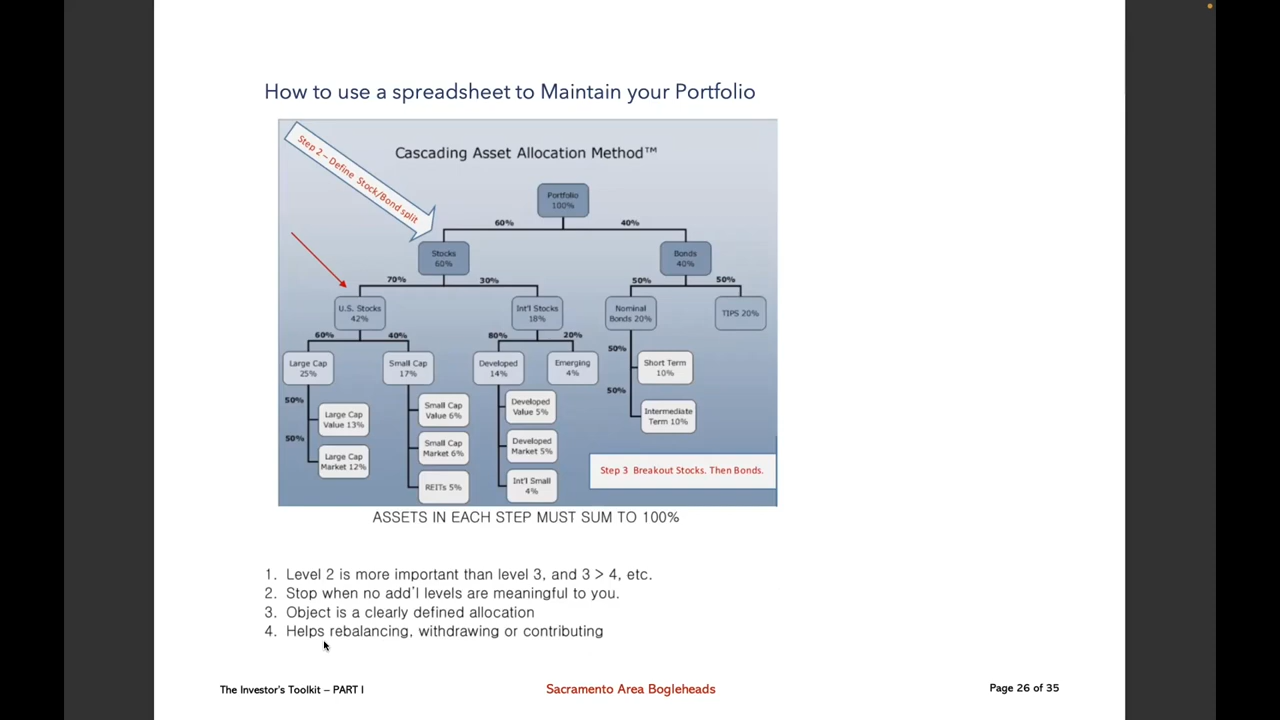 How to use a spreadsheet to Maintain your Portfolio
Step 2 – Define Stock/Bond split
Cascading Asset Allocation Method™
Portfolio
100%
60%
40%
Stocks
60%
Bonds
40%
70%
30%
50%
50%
U.S. Stocks
42%
Int'l Stocks
18%
Nominal
Bonds 20%
TIPS 20%
60%
40%
80%
20%
50%
Large Cap
25%
Small Cap
17%
Developed
14%
Emerging
4%
Short Term
10%
50%
50%
Large Cap
Value 13%
Small Cap
Value 6%
Developed
Value 5%
Intermediate
Term 10%
50%
Large Cap
Market 12%
Small Cap
Market 6%
Developed
Market 5%
REITs 5%
Int'l Small
4%
Step 3 Breakout Stocks. Then Bonds.
ASSETS IN EACH STEP MUST SUM TO 100%
1. Level 2 is more important than level 3, and 3 > 4, etc.
2. Stop when no add'l levels are meaningful to you.
3. Object is a clearly defined allocation
4. Helps rebalancing, withdrawing or contributing
The Investor's Toolkit – PART I
Sacramento Area Bogleheads
Page 26 of 35